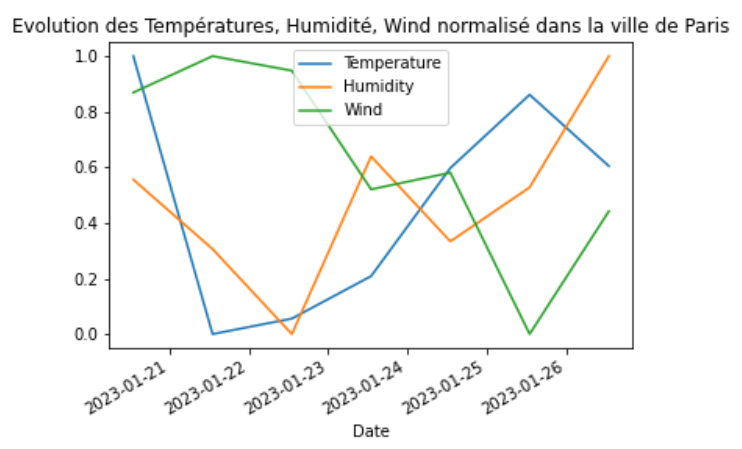 Evolution des Températures, Humidité, Wind normalisé dans la ville de Paris
Temperature
Humidity
Wind
1.0
0.8
0.6
0.4
0.2
0.0
2023-01-21
2023-01-22
2023-01-23
2023-01-24
2023-01-25
2023-01-26
Date